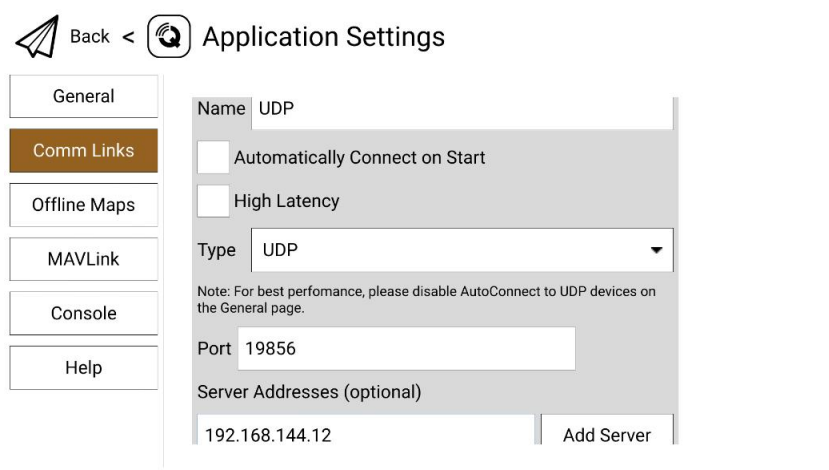 Back < Application Settings
General
Comm Links
Offline Maps
MAVLink
Console
Help
Name UDP
Automatically Connect on Start
High Latency
Type UDP
Note: For best perfomance, please disable AutoConnect to UDP devices on
the General page.
Port 19856
Server Addresses (optional)
192.168.144.12 Add Server